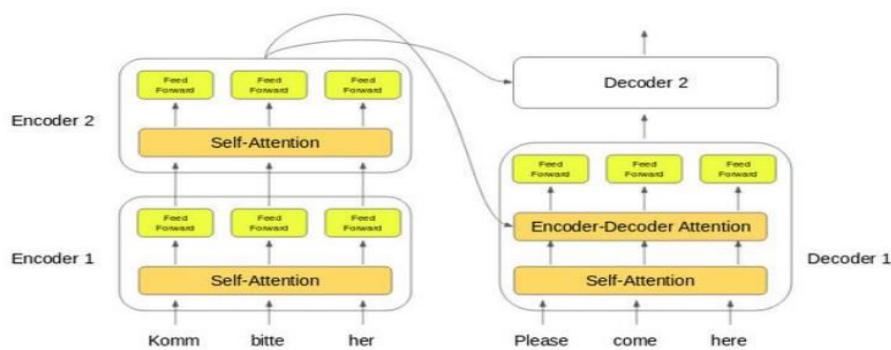 Encoder 2
Feed
Forward
Feed
Forward
Feed
Forward
Self-Attention
Encoder 1
Feed
Forward
Feed
Forward
Feed
Forward
Self-Attention
Komm bitte her
Decoder 2
Feed
Forward
Feed
Forward
Feed
Forward
Encoder-Decoder Attention
Self-Attention
Decoder 1
Please come here